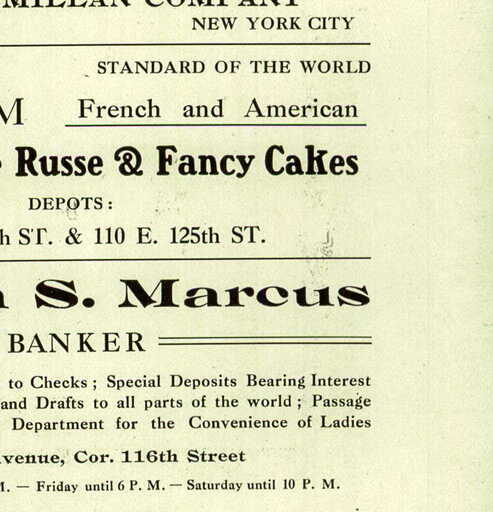 MILLAN COMPANY
NEW YORK CITY
STANDARD OF THE WORLD
M French and American
Russe & Fancy Cakes
DEPOTS:
h ST. & 110 E. 125th ST.
S. Marcus
BANKER
to Checks; Special Deposits Bearing Interest
and Drafts to all parts of the world; Passage
Department for the Convenience of Ladies
venue, Cor. 116th Street
M. — Friday until 6 P. M. — Saturday until 10 P. M.